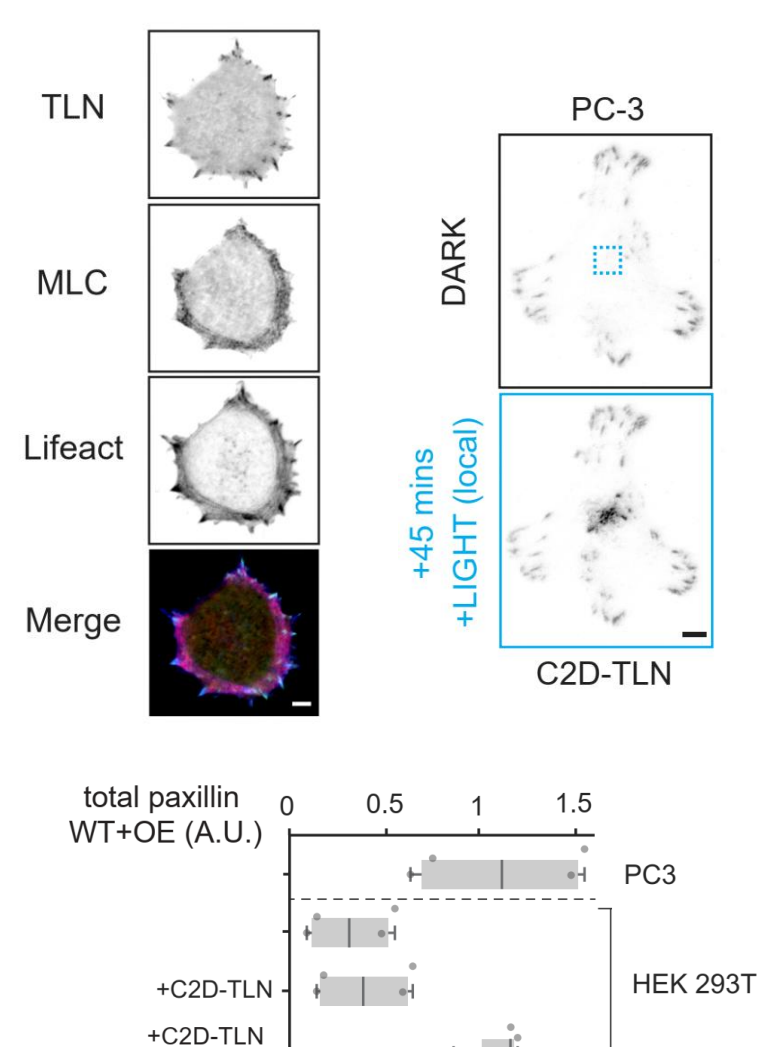 TLN
MLC
Lifeact
Merge
PC-3
DARK
+45 mins
+LIGHT (local)
C2D-TLN
total paxillin
WT+OE (A.U.)
0 0.5 1 1.5
PC3
HEK 293T
+C2D-TLN
+C2D-TLN